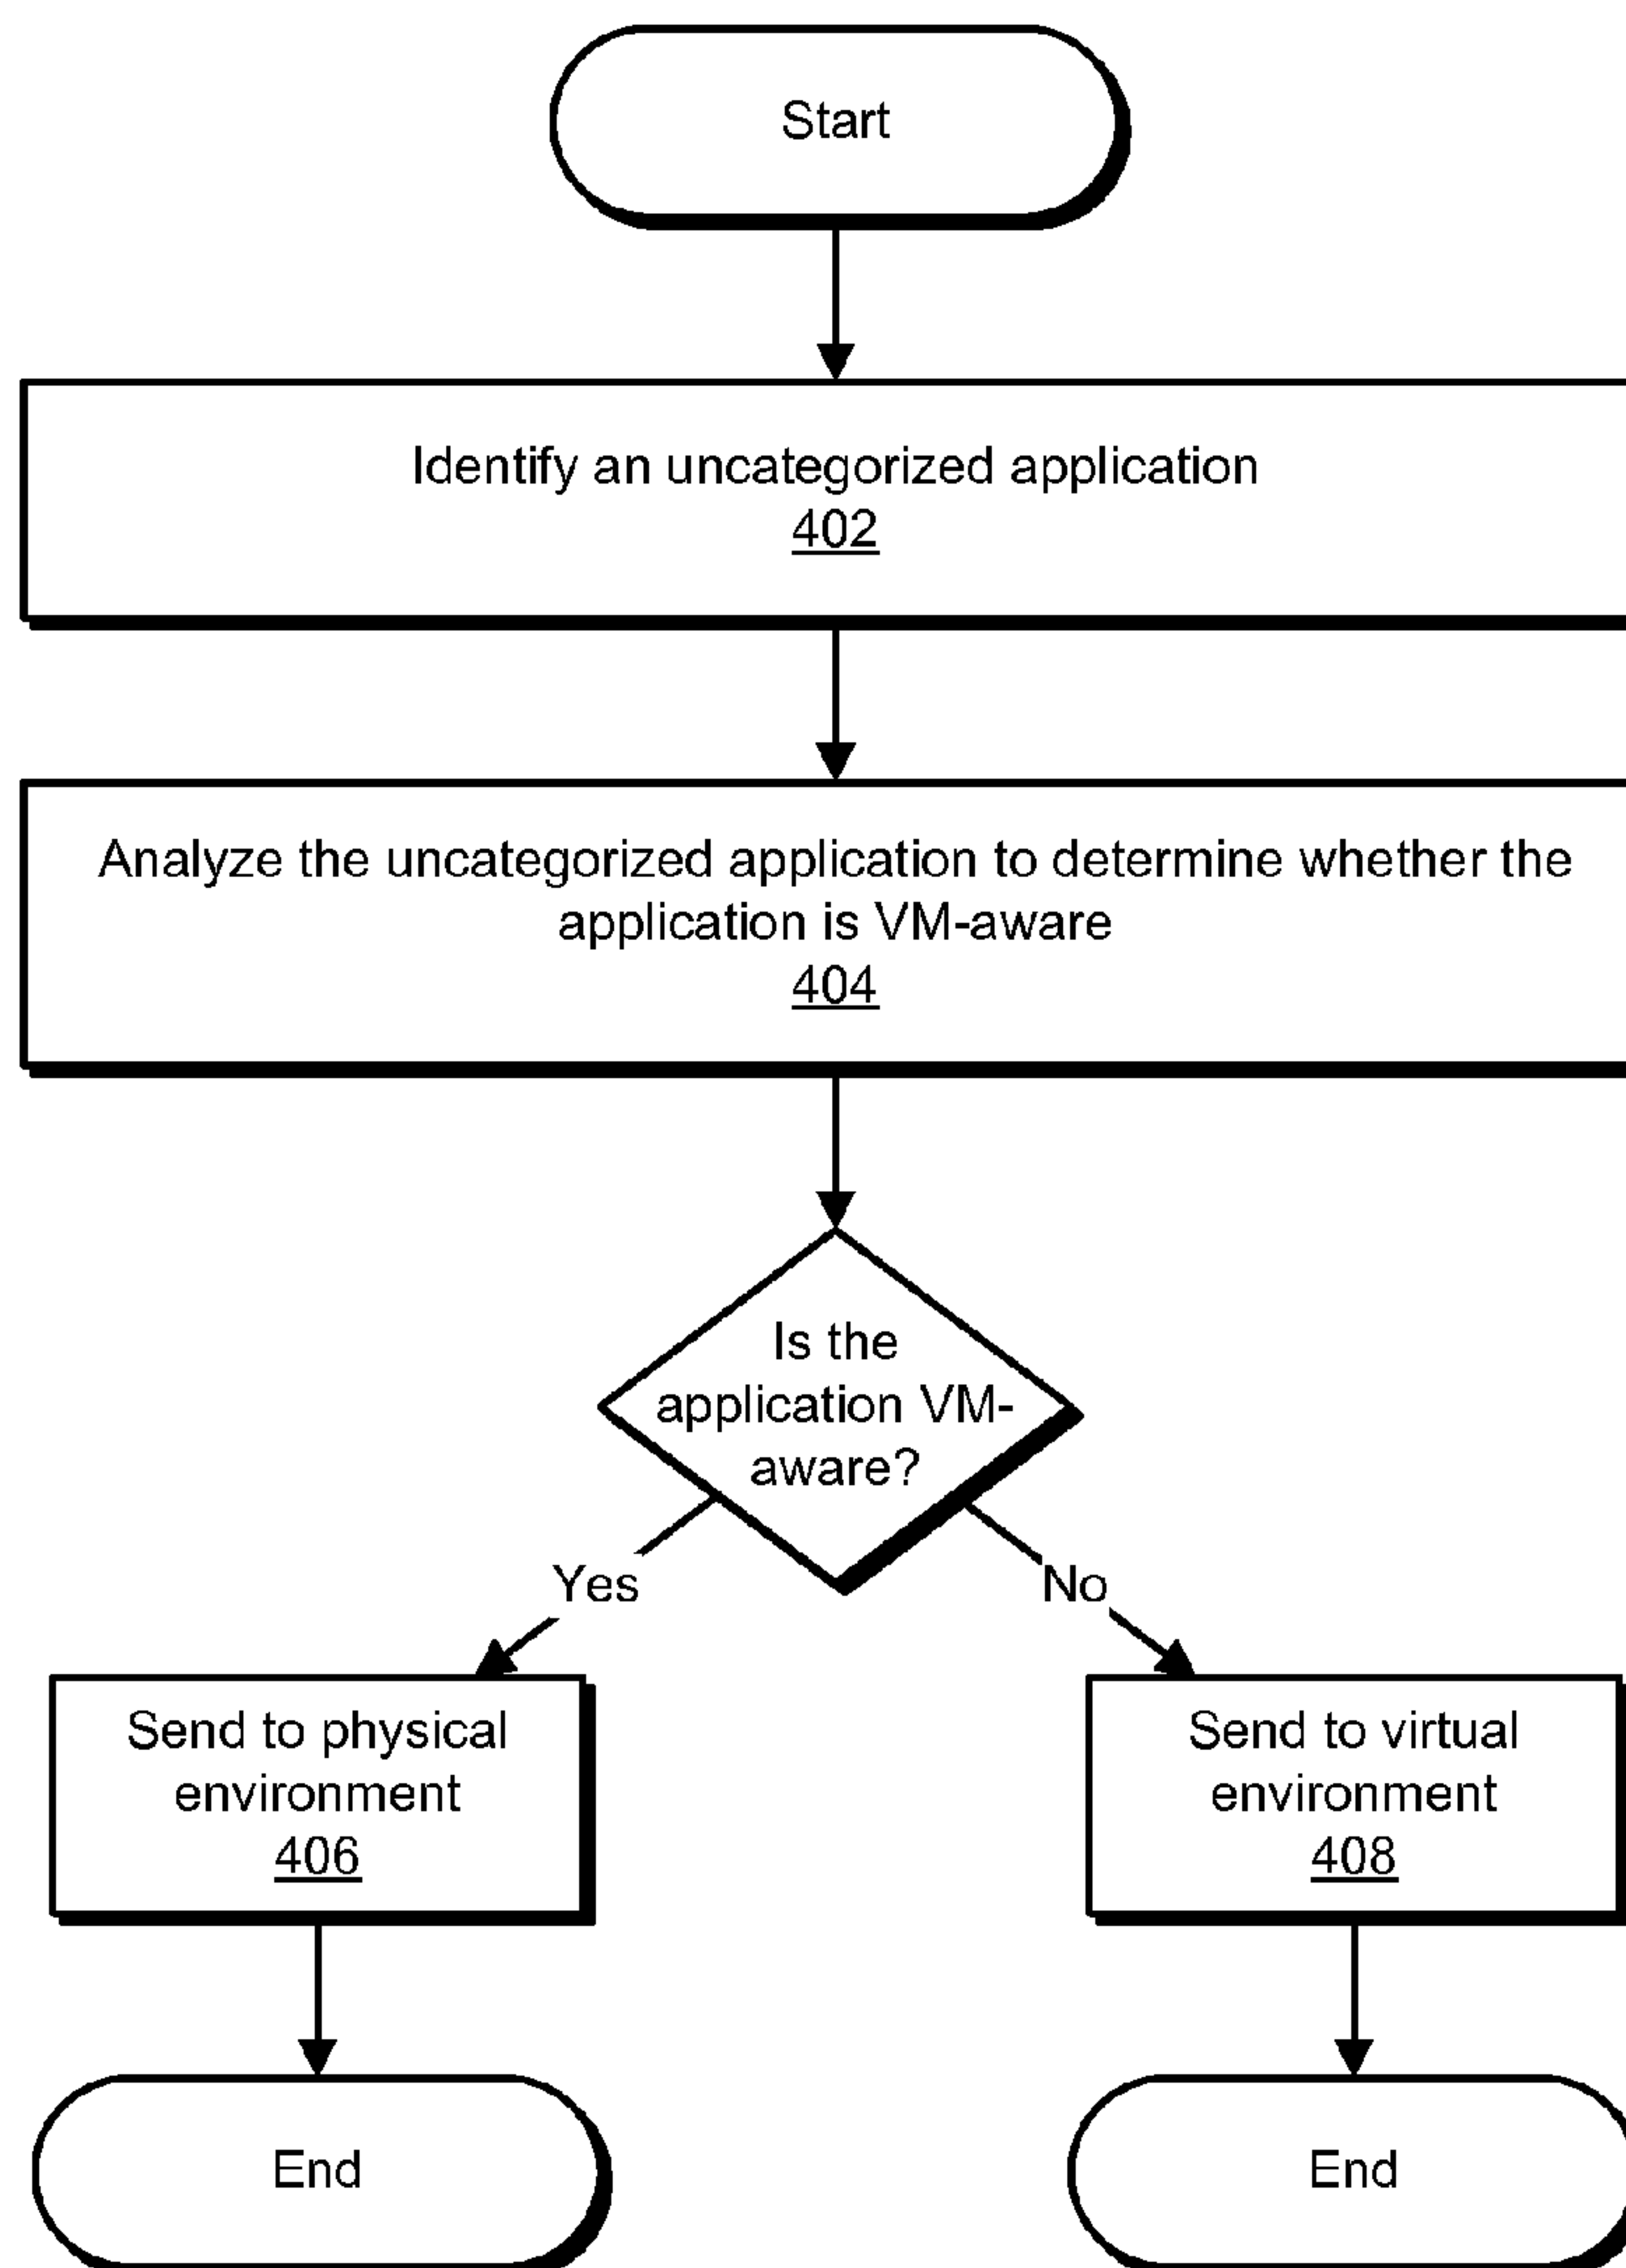 Start
Identify an uncategorized application
402
Analyze the uncategorized application to determine whether the
application is VM-aware
404
Is the
application VM-
aware?
Yes
No
Send to physical
environment
406
Send to virtual
environment
408
End
End